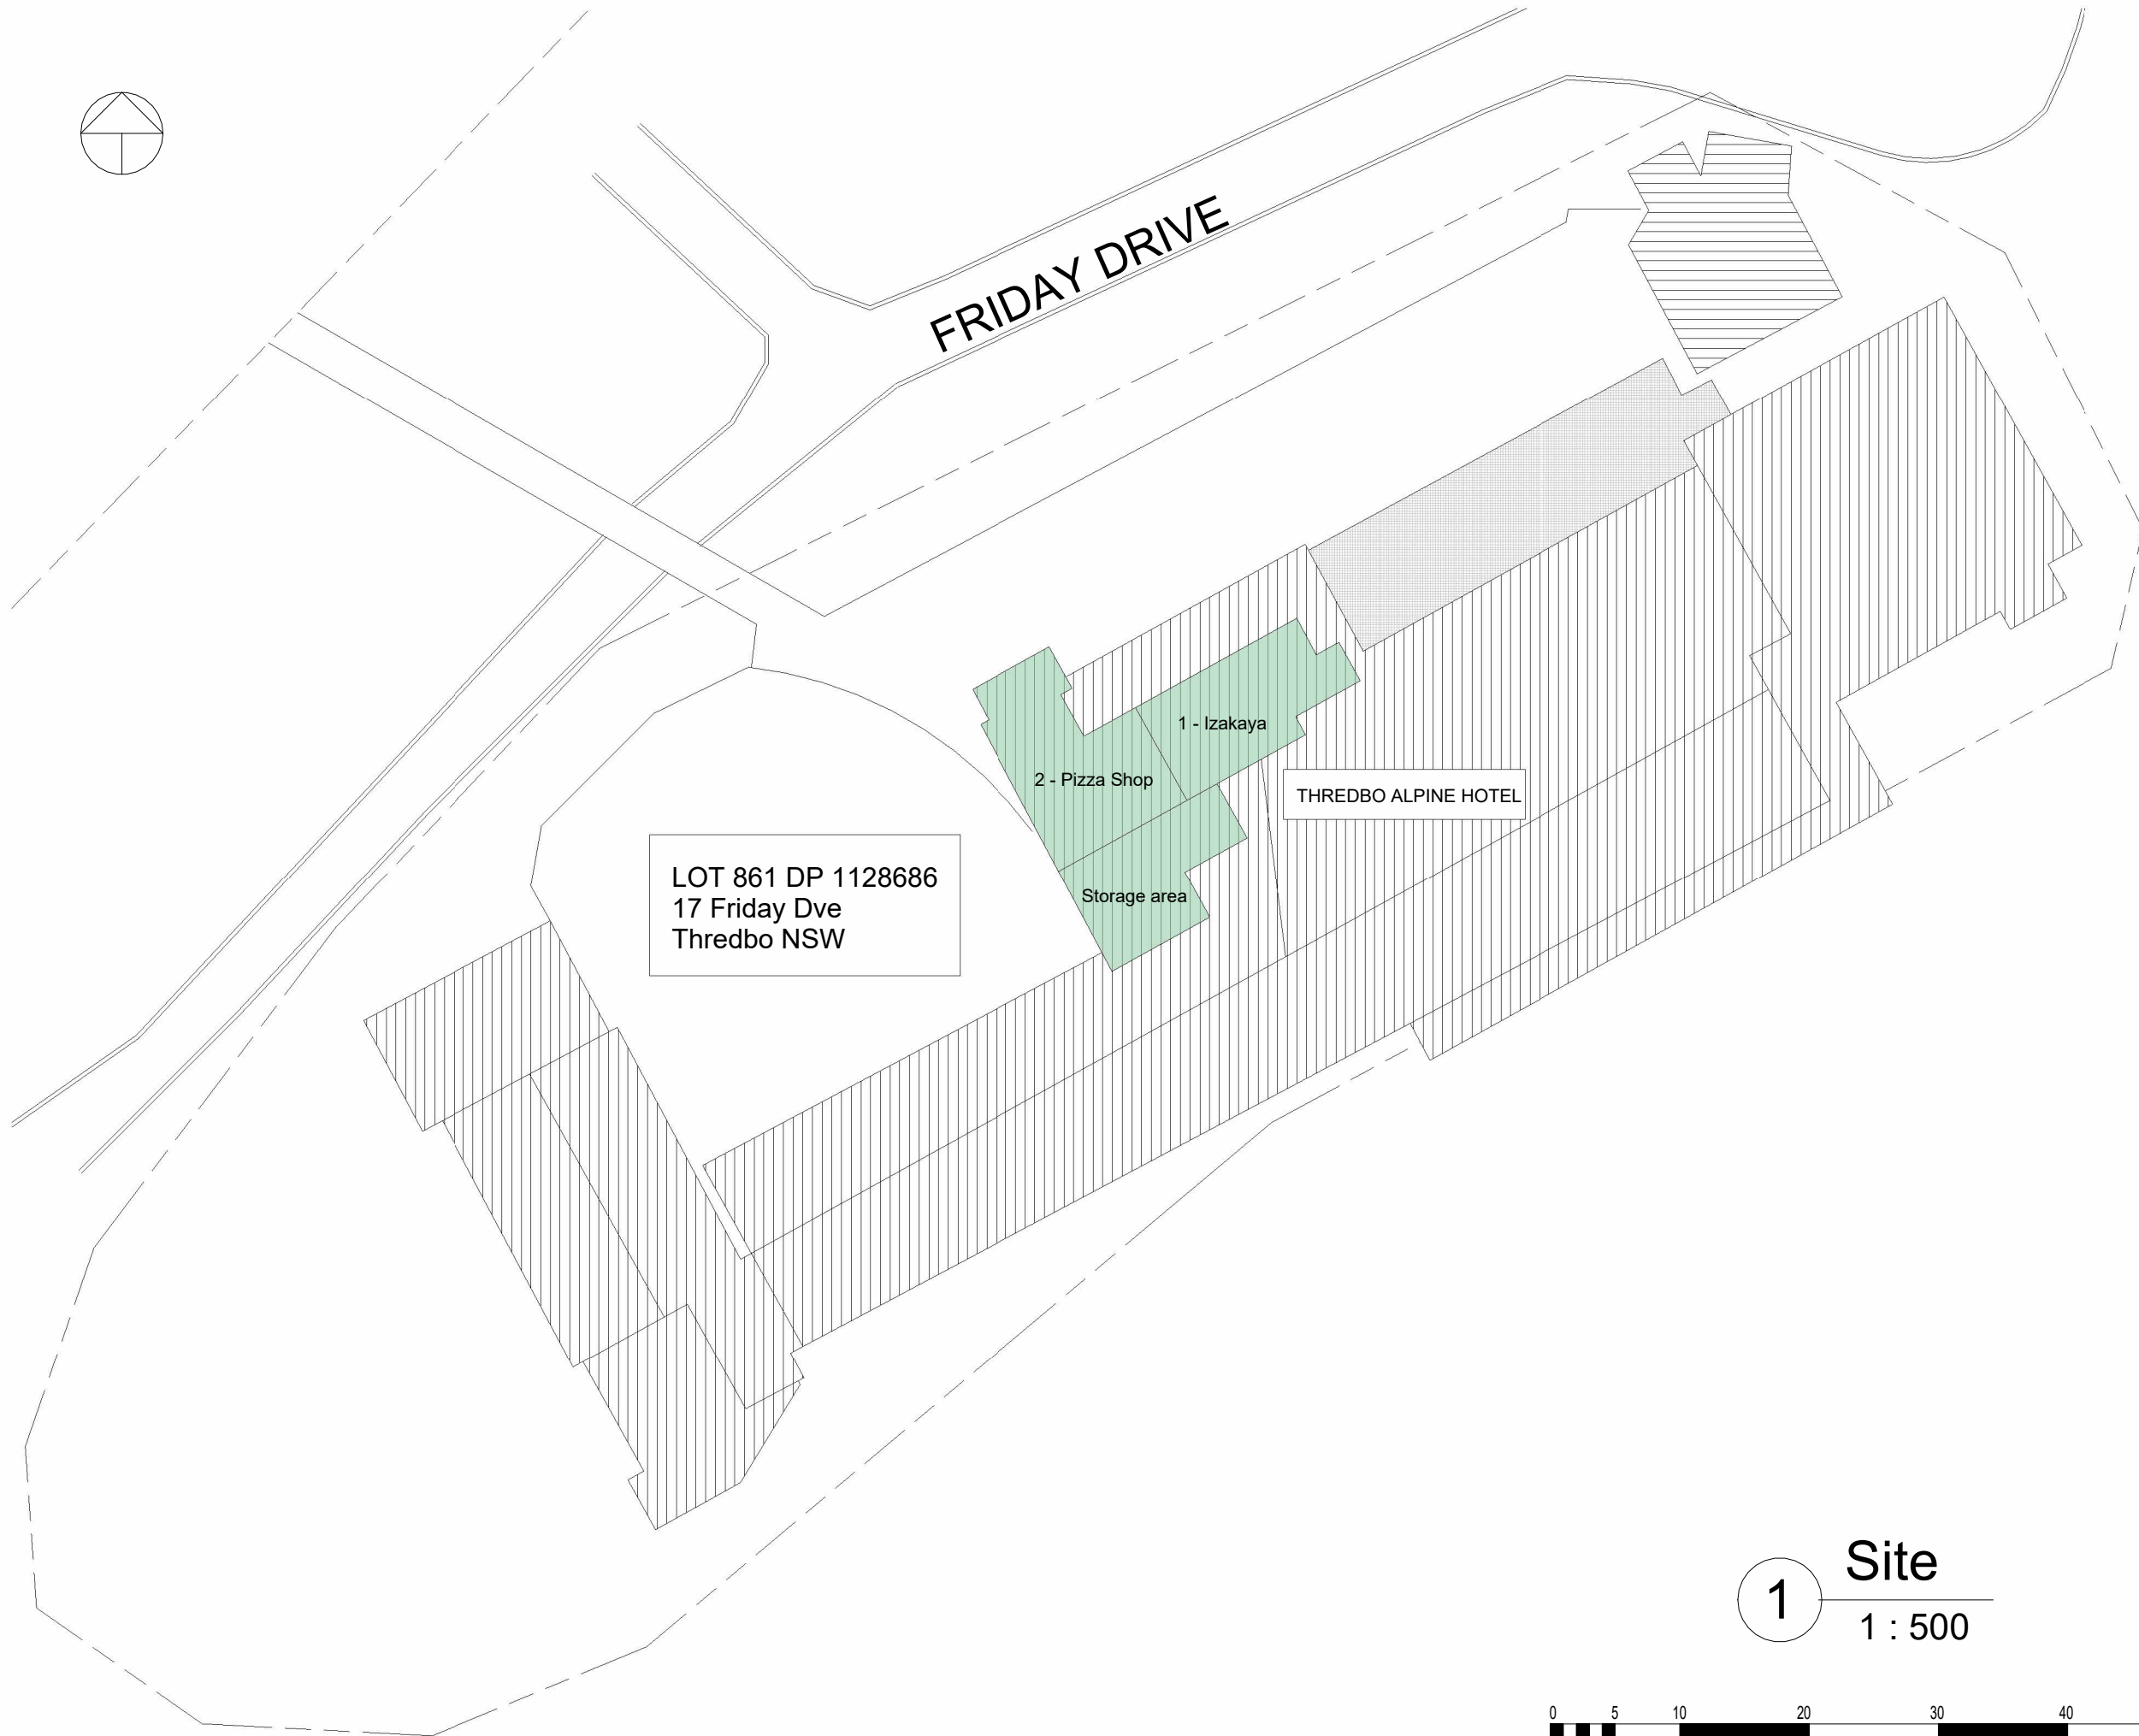 FRIDAY DRIVE
1 - Izakaya
2 - Pizza Shop
THREDBO ALPINE HOTEL
LOT 861 DP 1128686
17 Friday Dve
Thredbo NSW
Storage area
1
Site
1 : 500
0 5 10 20 30 40